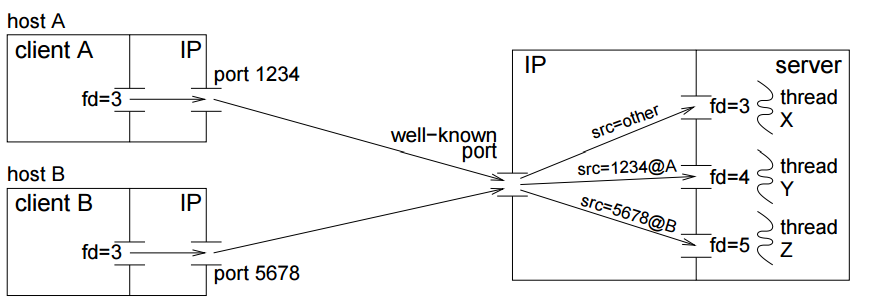 host A
client A
IP
fd=3
port 1234
host B
client B
IP
fd=3
port 5678
well-known
port
IP
server
src=other
src=1234@A
src=5678@B
fd=3
thread
X
fd=4
thread
Y
fd=5
thread
Z